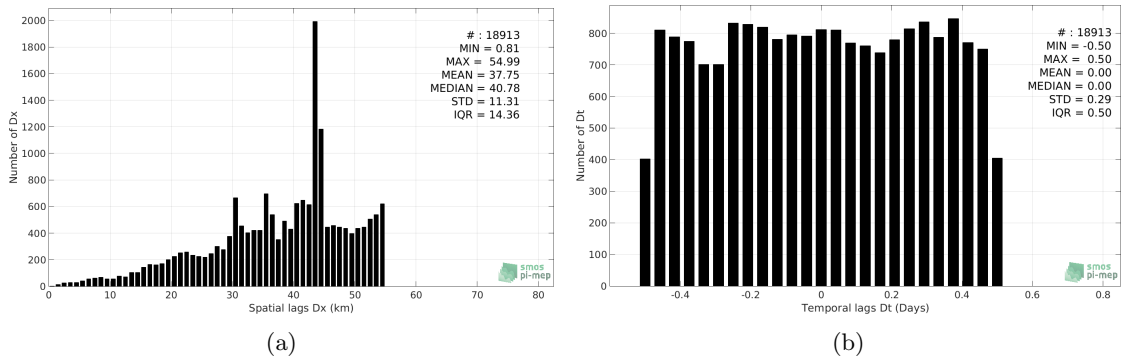 2000
1800
1600
1400
1200
1000
800
600
400
200
0
Number of Dx
# : 18913
MIN = 0.81
MAX = 54.99
MEAN = 37.75
MEDIAN = 40.78
STD = 11.31
IQR = 14.36
smos
pi-mep
0 10 20 30 40 50 60 70 80
Spatial lags Dx (km)
(a)
800
700
600
500
400
300
200
100
0
Number of Dt
# : 18913
MIN = -0.50
MAX = 0.50
MEAN = 0.00
MEDIAN = 0.00
STD = 0.29
IQR = 0.50
smos
pi-mep
-0.4 -0.2 0 0.2 0.4 0.6 0.8
Temporal lags Dt (Days)
(b)